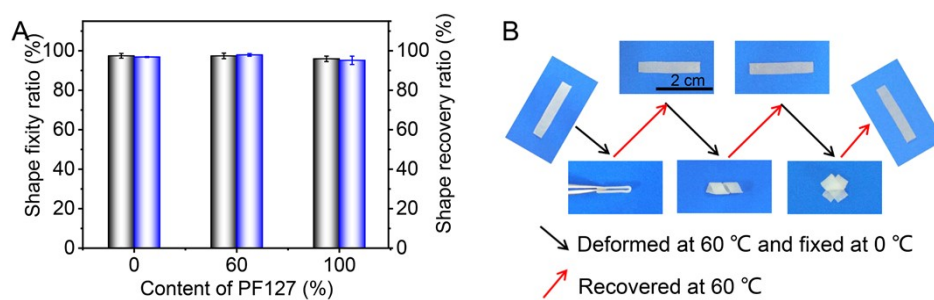 A
B
Shape fixity ratio (%)
100
80
60
40
20
0
Shape recovery ratio (%)
100
80
60
40
20
0
0 60 100
Content of PF127 (%)
2 cm
Deformed at 60 ℃ and fixed at 0 ℃
Recovered at 60 ℃